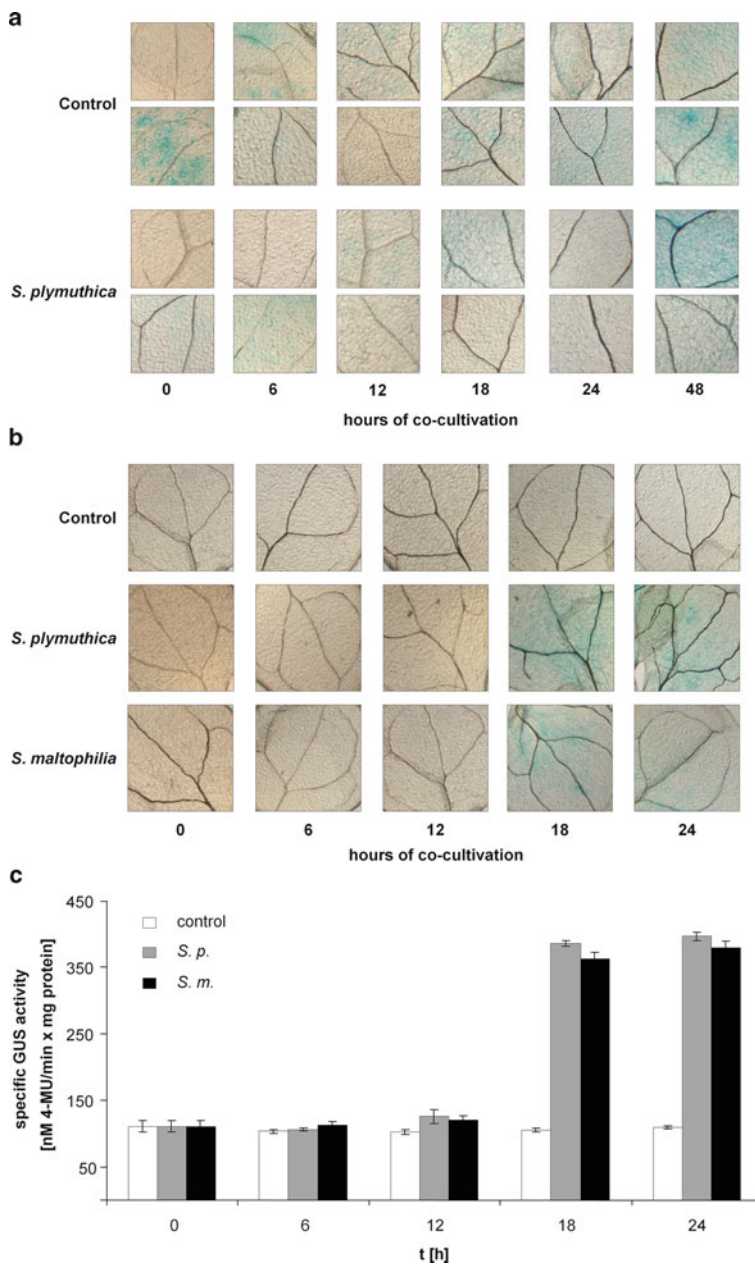 a
Control
S. plymuthica
0 6 12 18 24 48
hours of co-cultivation
b
Control
S. plymuthica
S. maltophilia
0 6 12 18 24
hours of co-cultivation
c
450
350
150
50
specific GUS activity
[nM 4-MU/min x mg protein]
control
S. p.
S. m.
0 6 12 18 24
t [h]